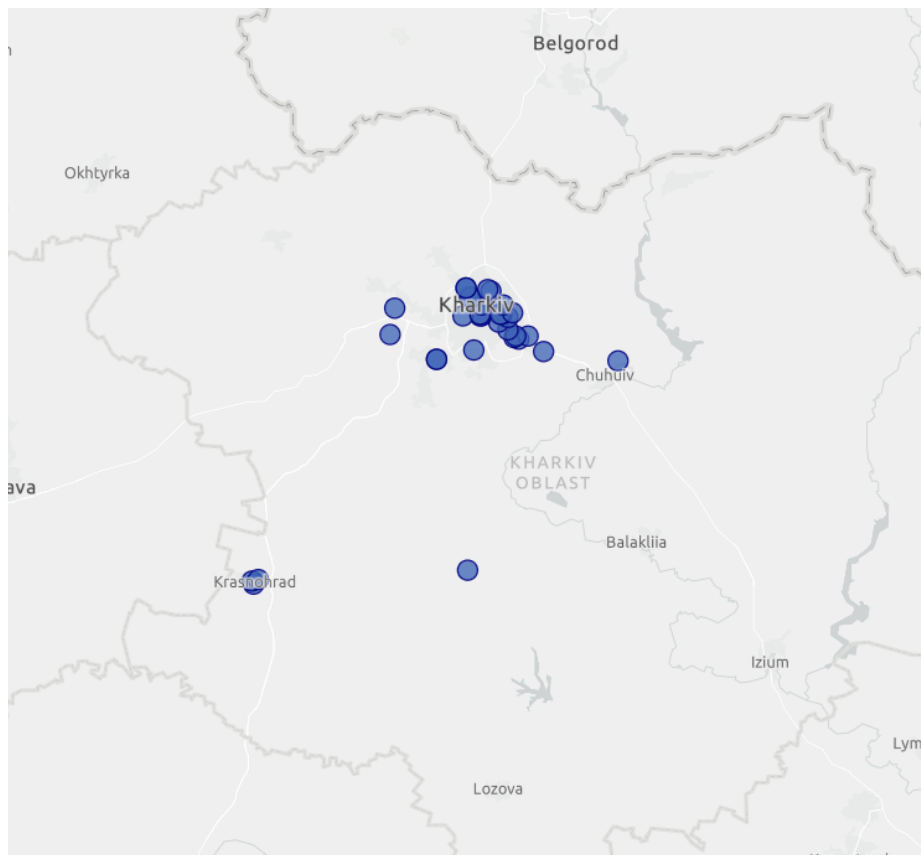 Belgorod
Okhtyrka
Kharkiv
Chuhuiv
KHARKIV
OBLAST
ava
Balakliia
Krasnohrad
Izium
Lym
Lozova